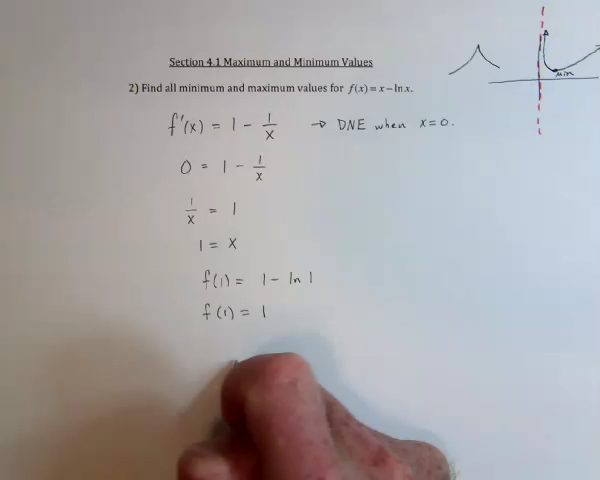 Section 4.1 Maximum and Minimum Values
2) Find all minimum and maximum values for f(x) = x − ln x.
f'(x) = 1 − 1/x → DNE when x=0.
0 = 1 − 1/x
1/x = 1
1 = x
f(1) = 1 − ln 1
f(1) = 1
min